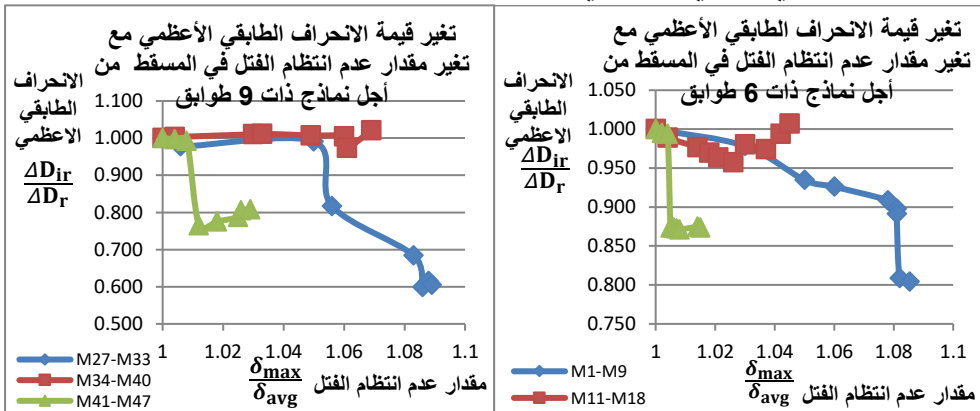 تغير قيمة الانحراف الطابقي الأعظمي مع
تغير مقدار عدم انتظام الفتل في المسقط من
أجل نماذج ذات 6 طوابق
الانحراف
الطابقي
الأعظمي
ΔD_ir
ΔD_r
1.050
1.000
0.950
0.900
0.850
0.800
0.750
1 1.02 1.04 1.06 1.08 1.1
M1-M9
M11-M18
مقدار عدم انتظام الفتل δmax/δavg
تغير قيمة الانحراف الطابقي الأعظمي مع
تغير مقدار عدم انتظام الفتل في المسقط من
أجل نماذج ذات 9 طوابق
الانحراف
الطابقي
الاعظمي
ΔD_ir
ΔD_r
1.100
1.000
0.900
0.800
0.700
0.600
0.500
1 1.02 1.04 1.06 1.08 1.1
M27-M33
M34-M40
M41-M47
مقدار عدم انتظام الفتل δmax/δavg